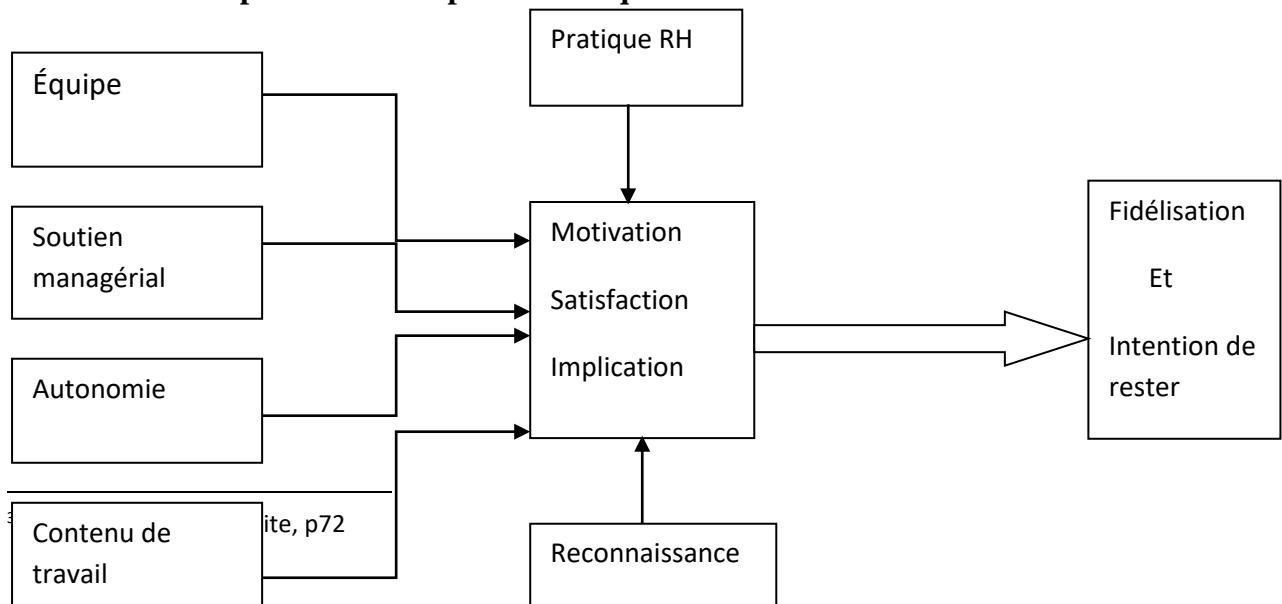 Équipe
Pratique RH
Soutien
managérial
Autonomie
Contenu de
travail
Motivation
Satisfaction
Implication
Reconnaissance
Fidélisation
Et
Intention de
rester
ite, p72